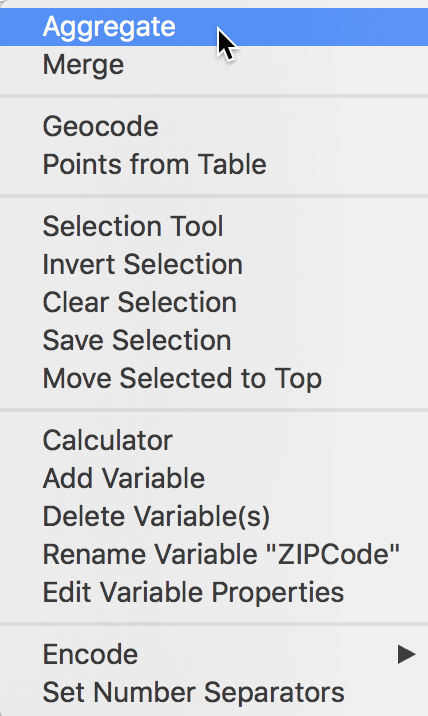 Aggregate
Merge
Geocode
Points from Table
Selection Tool
Invert Selection
Clear Selection
Save Selection
Move Selected to Top
Calculator
Add Variable
Delete Variable(s)
Rename Variable "ZIPCode"
Edit Variable Properties
Encode
Set Number Separators